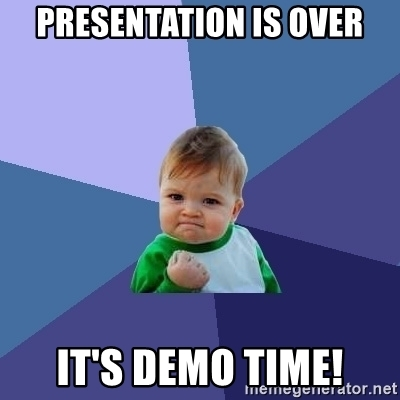 PRESENTATION IS OVER
IT'S DEMO TIME!
memegenerator.net